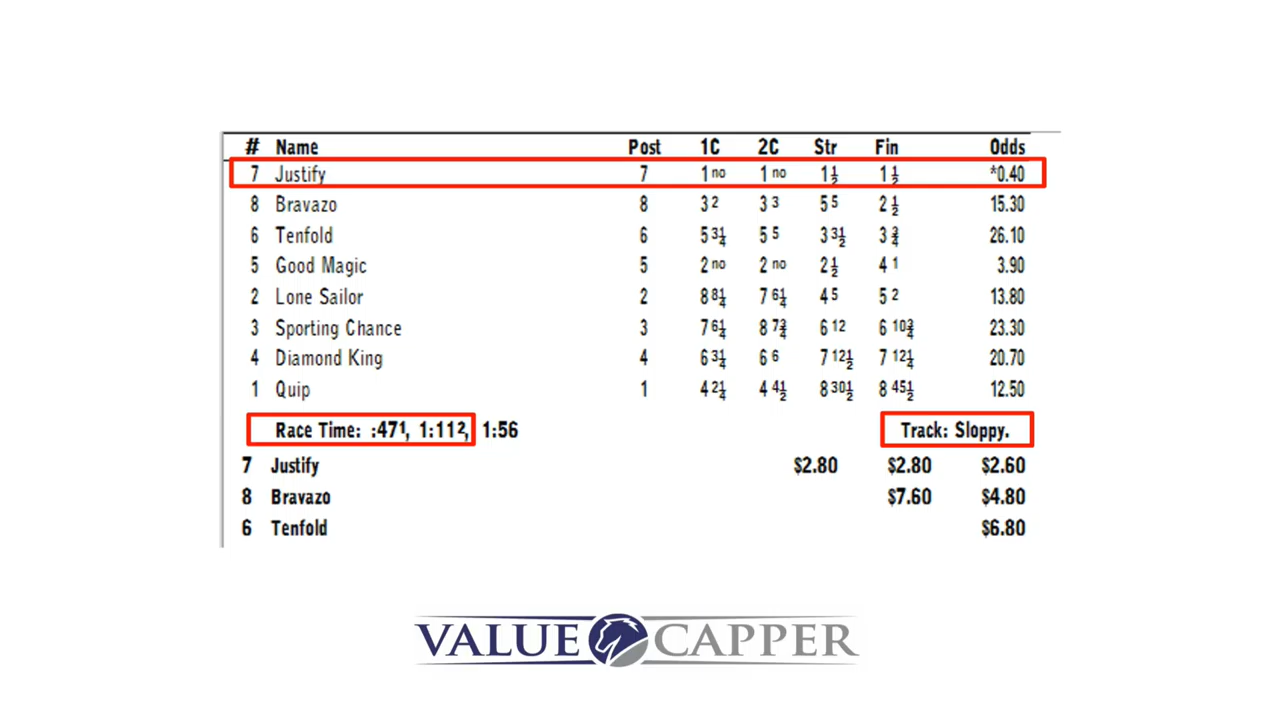 # Name Post 1C 2C Str Fin Odds
7 Justify 7 1 no 1 no 1 ½ 1 ½ *0.40
8 Bravazo 8 3 2 3 3 5 5 2 ½ 15.30
6 Tenfold 6 5 3¼ 5 5 3 3½ 3 ¾ 26.10
5 Good Magic 5 2 no 2 no 2 ½ 4 1 3.90
2 Lone Sailor 2 8 8¼ 7 6¼ 4 5 5 2 13.80
3 Sporting Chance 3 7 6¼ 8 7¾ 6 12 6 10¾ 23.30
4 Diamond King 4 6 3¼ 6 6 7 12½ 7 12¼ 20.70
1 Quip 1 4 2¼ 4 4½ 8 30½ 8 45½ 12.50
Race Time: :47¹, 1:11², 1:56 Track: Sloppy.
7 Justify $2.80 $2.80 $2.60
8 Bravazo $7.60 $4.80
6 Tenfold $6.80
VALUE CAPPER